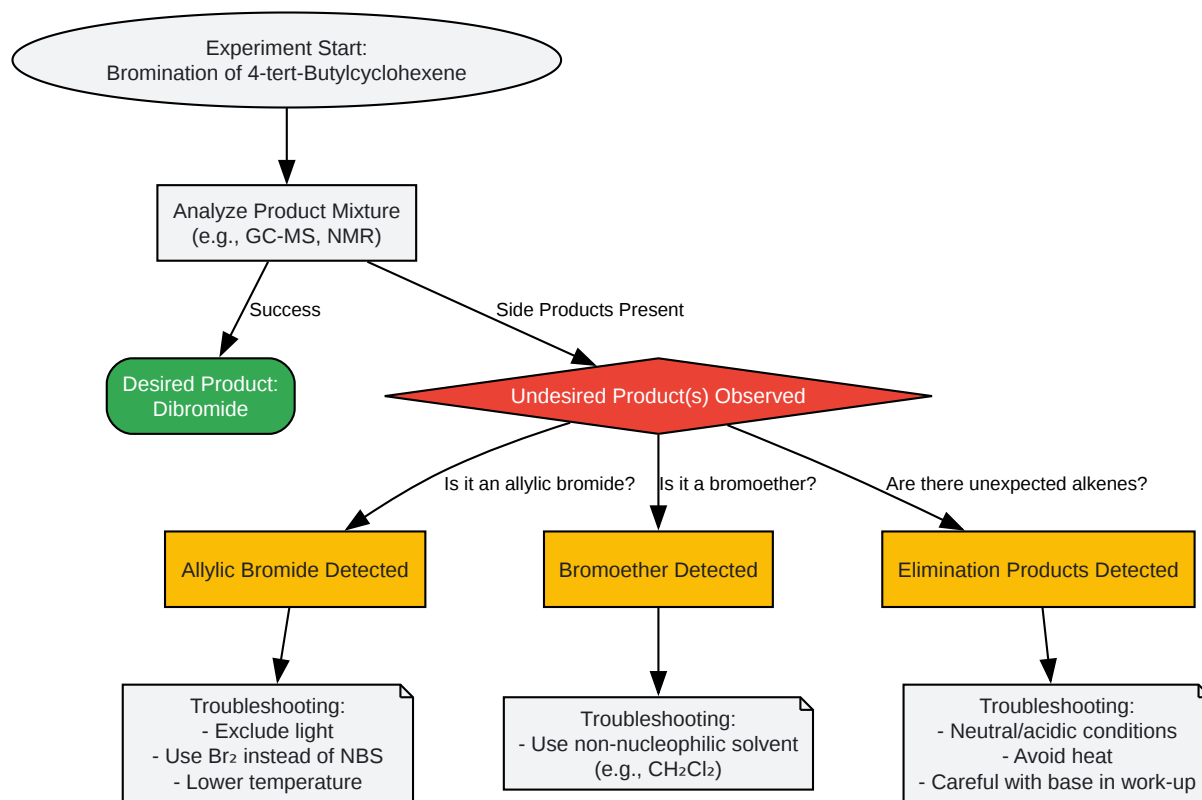 Experiment Start:
Bromination of 4-tert-Butylcyclohexene
Analyze Product Mixture
(e.g., GC-MS, NMR)
Success
Side Products Present
Desired Product:
Dibromide
Undesired Product(s) Observed
Is it an allylic bromide?
Is it a bromoether?
Are there unexpected alkenes?
Allylic Bromide Detected
Bromoether Detected
Elimination Products Detected
Troubleshooting:
- Exclude light
- Use Br₂ instead of NBS
- Lower temperature
Troubleshooting:
- Use non-nucleophilic solvent
(e.g., CH₂Cl₂)
Troubleshooting:
- Neutral/acidic conditions
- Avoid heat
- Careful with base in work-up